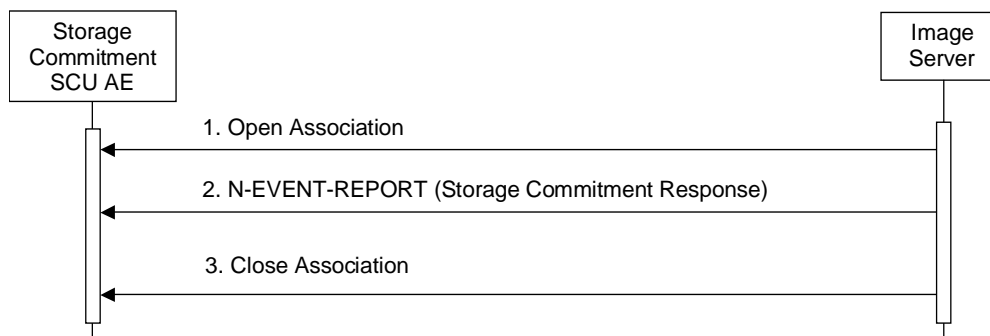 Storage
Commitment
SCU AE
Image
Server
1. Open Association
2. N-EVENT-REPORT (Storage Commitment Response)
3. Close Association